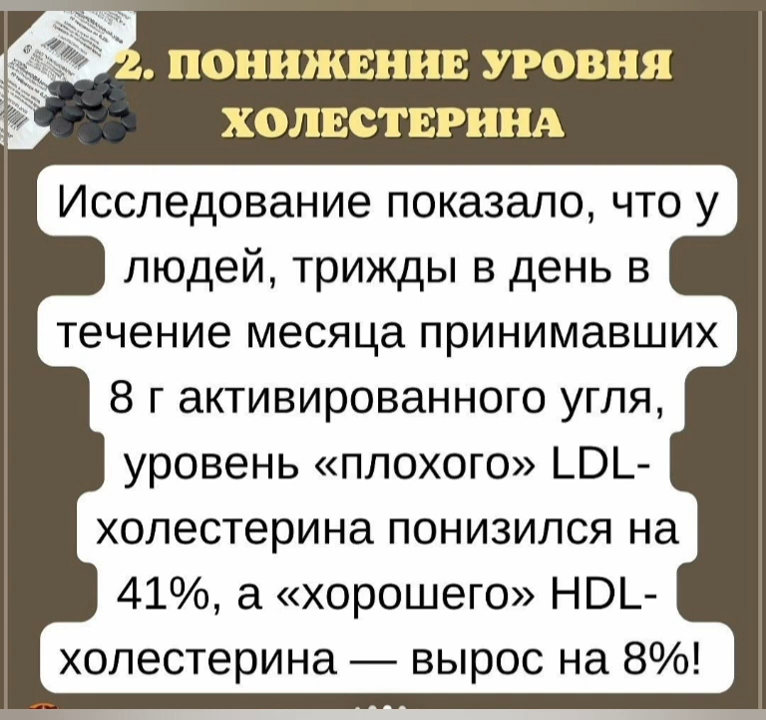 2. ПОНИЖЕНИЕ УРОВНЯ
ХОЛЕСТЕРИНА
Исследование показало, что у
людей, трижды в день в
течение месяца принимавших
8 г активированного угля,
уровень «плохого» LDL-
холестерина понизился на
41%, а «хорошего» HDL-
холестерина — вырос на 8%!